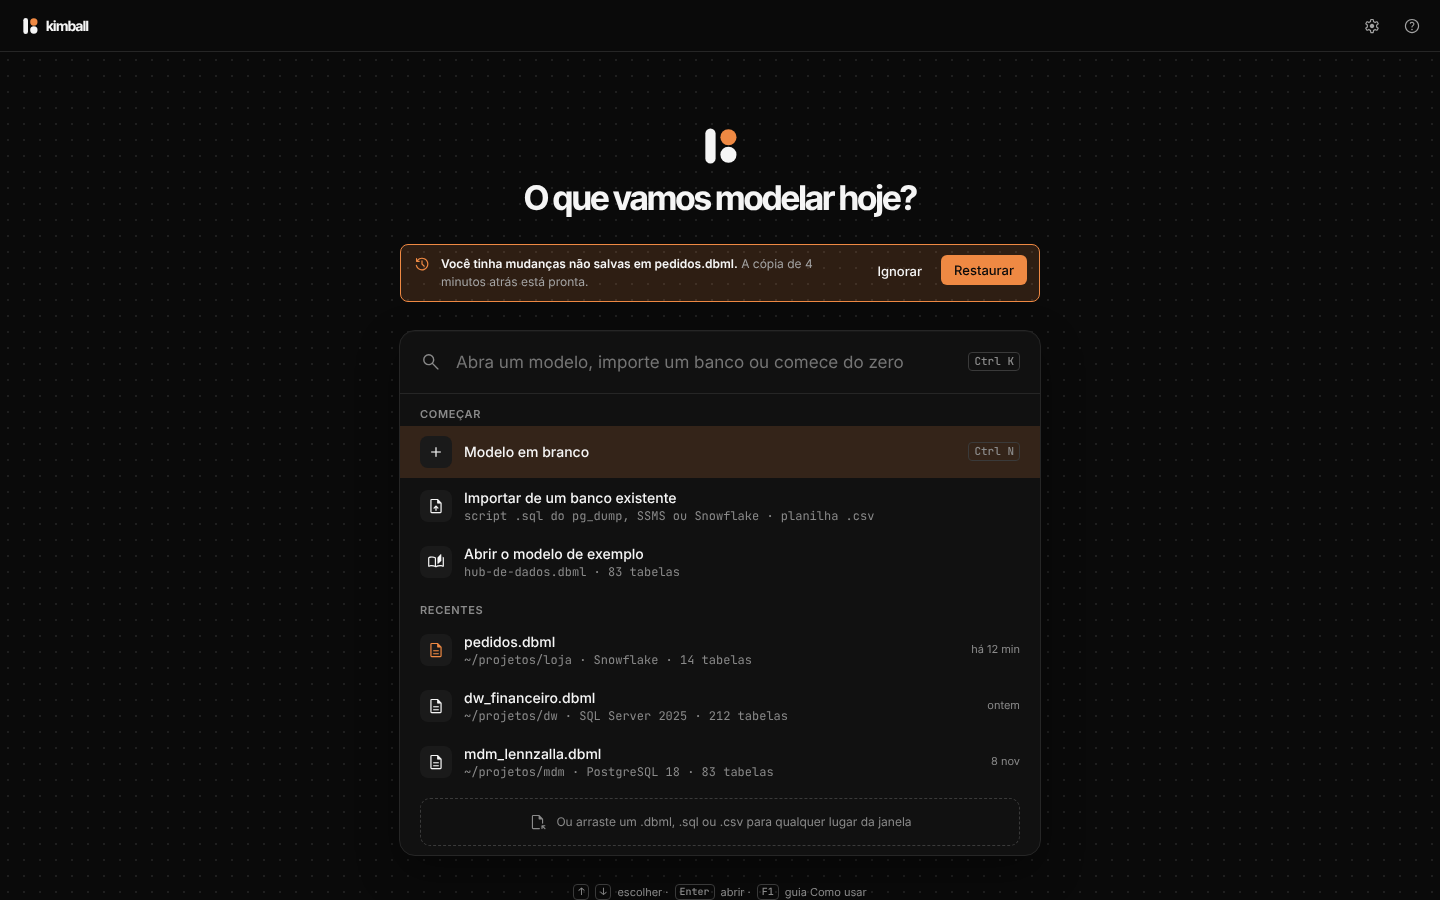 kimball
O que vamos modelar hoje?
Você tinha mudanças não salvas em pedidos.dbml. A cópia de 4
minutos atrás está pronta.
Ignorar
Restaurar
Abra um modelo, importe um banco ou comece do zero
Ctrl K
COMEÇAR
Modelo em branco
Ctrl N
Importar de um banco existente
script .sql do pg_dump, SSMS ou Snowflake · planilha .csv
Abrir o modelo de exemplo
hub-de-dados.dbml · 83 tabelas
RECENTES
pedidos.dbml
~/projetos/loja · Snowflake · 14 tabelas
há 12 min
dw_financeiro.dbml
~/projetos/dw · SQL Server 2025 · 212 tabelas
ontem
mdm_lennzalla.dbml
~/projetos/mdm · PostgreSQL 18 · 83 tabelas
8 nov
Ou arraste um .dbml, .sql ou .csv para qualquer lugar da janela
↑ ↓ escolher · Enter abrir · F1 guia Como usar